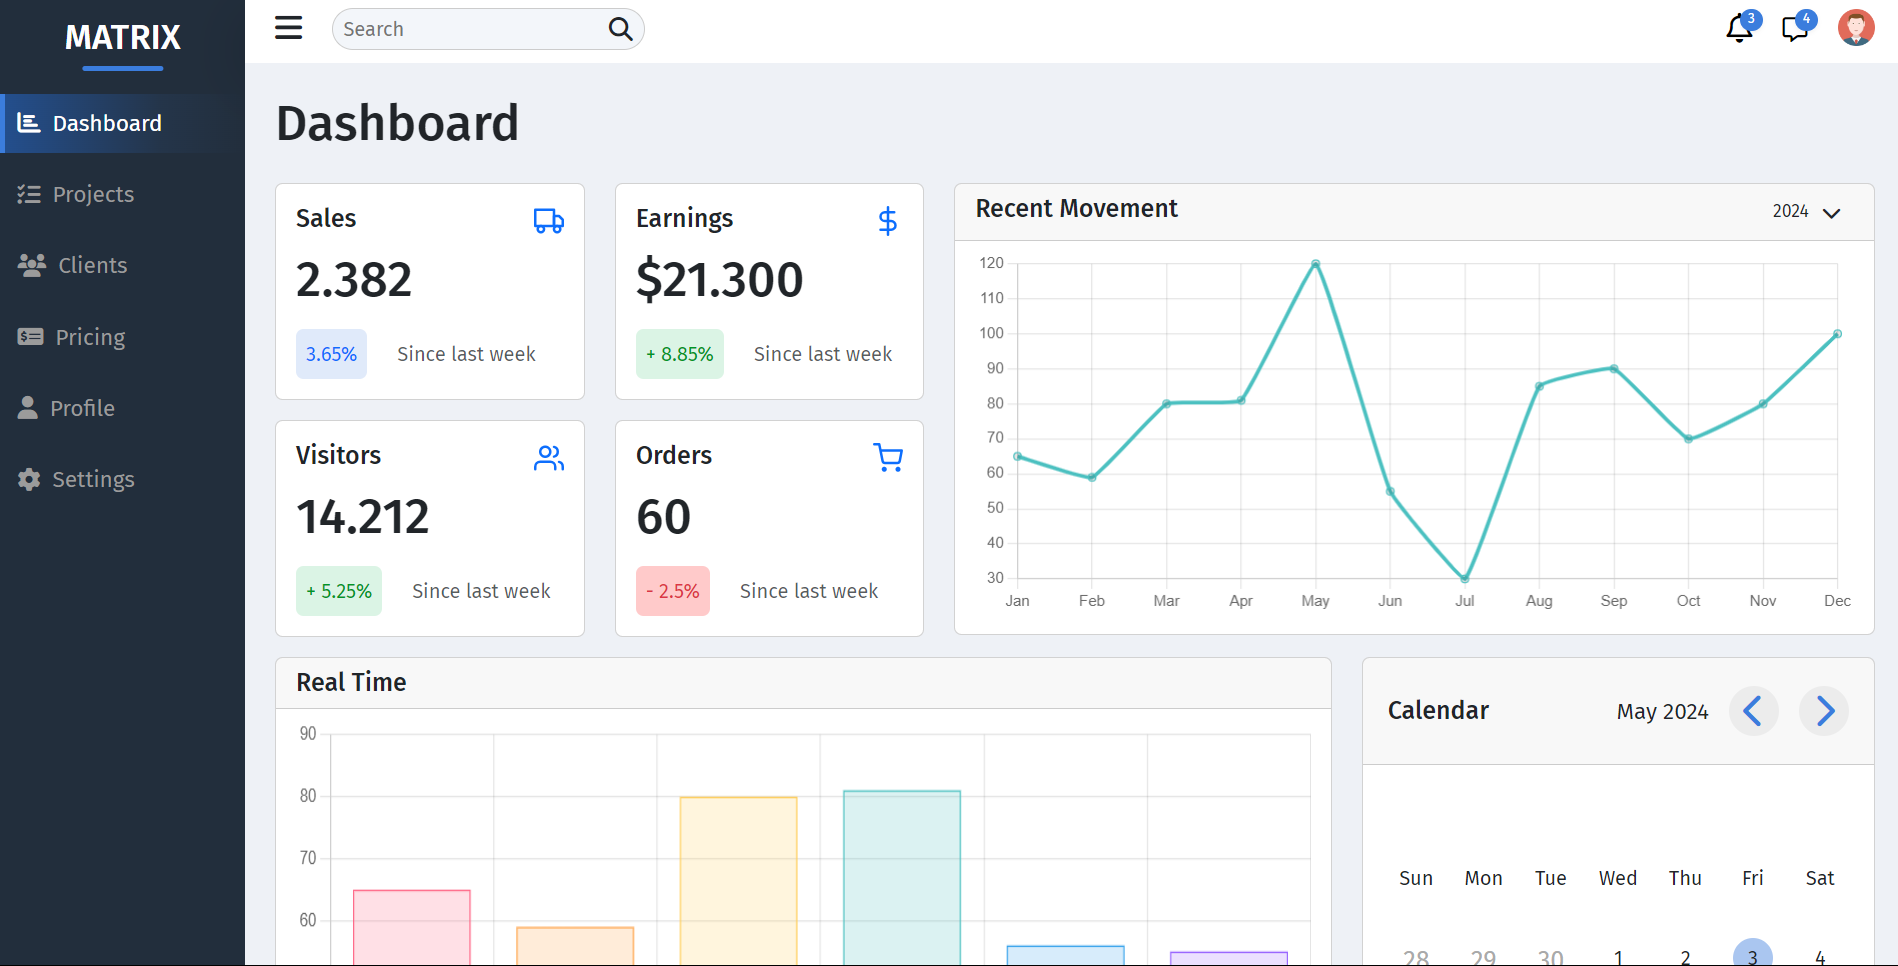 MATRIX
Dashboard
Projects
Clients
Pricing
Profile
Settings
Search
3
4
Dashboard
Sales
2.382
3.65%
Since last week
Earnings
$21.300
+ 8.85%
Since last week
Visitors
14.212
+ 5.25%
Since last week
Orders
60
- 2.5%
Since last week
Recent Movement
2024
120
110
100
90
80
70
60
50
40
30
Jan Feb Mar Apr May Jun Jul Aug Sep Oct Nov Dec
Real Time
90
80
70
60
Calendar
May 2024
Sun Mon Tue Wed Thu Fri Sat
28 29 30 1 2 3 4